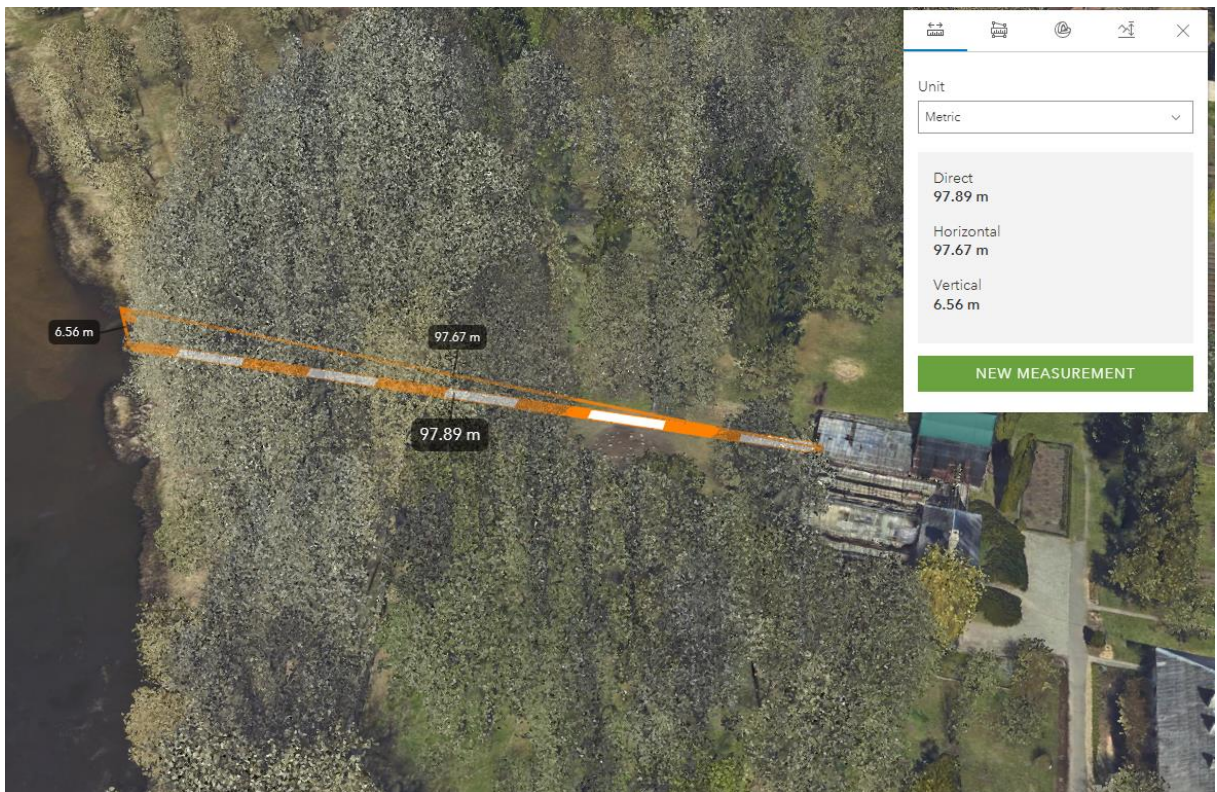 Unit
Metric
Direct
97.89 m
Horizontal
97.67 m
Vertical
6.56 m
NEW MEASUREMENT
6.56 m
97.67 m
97.89 m